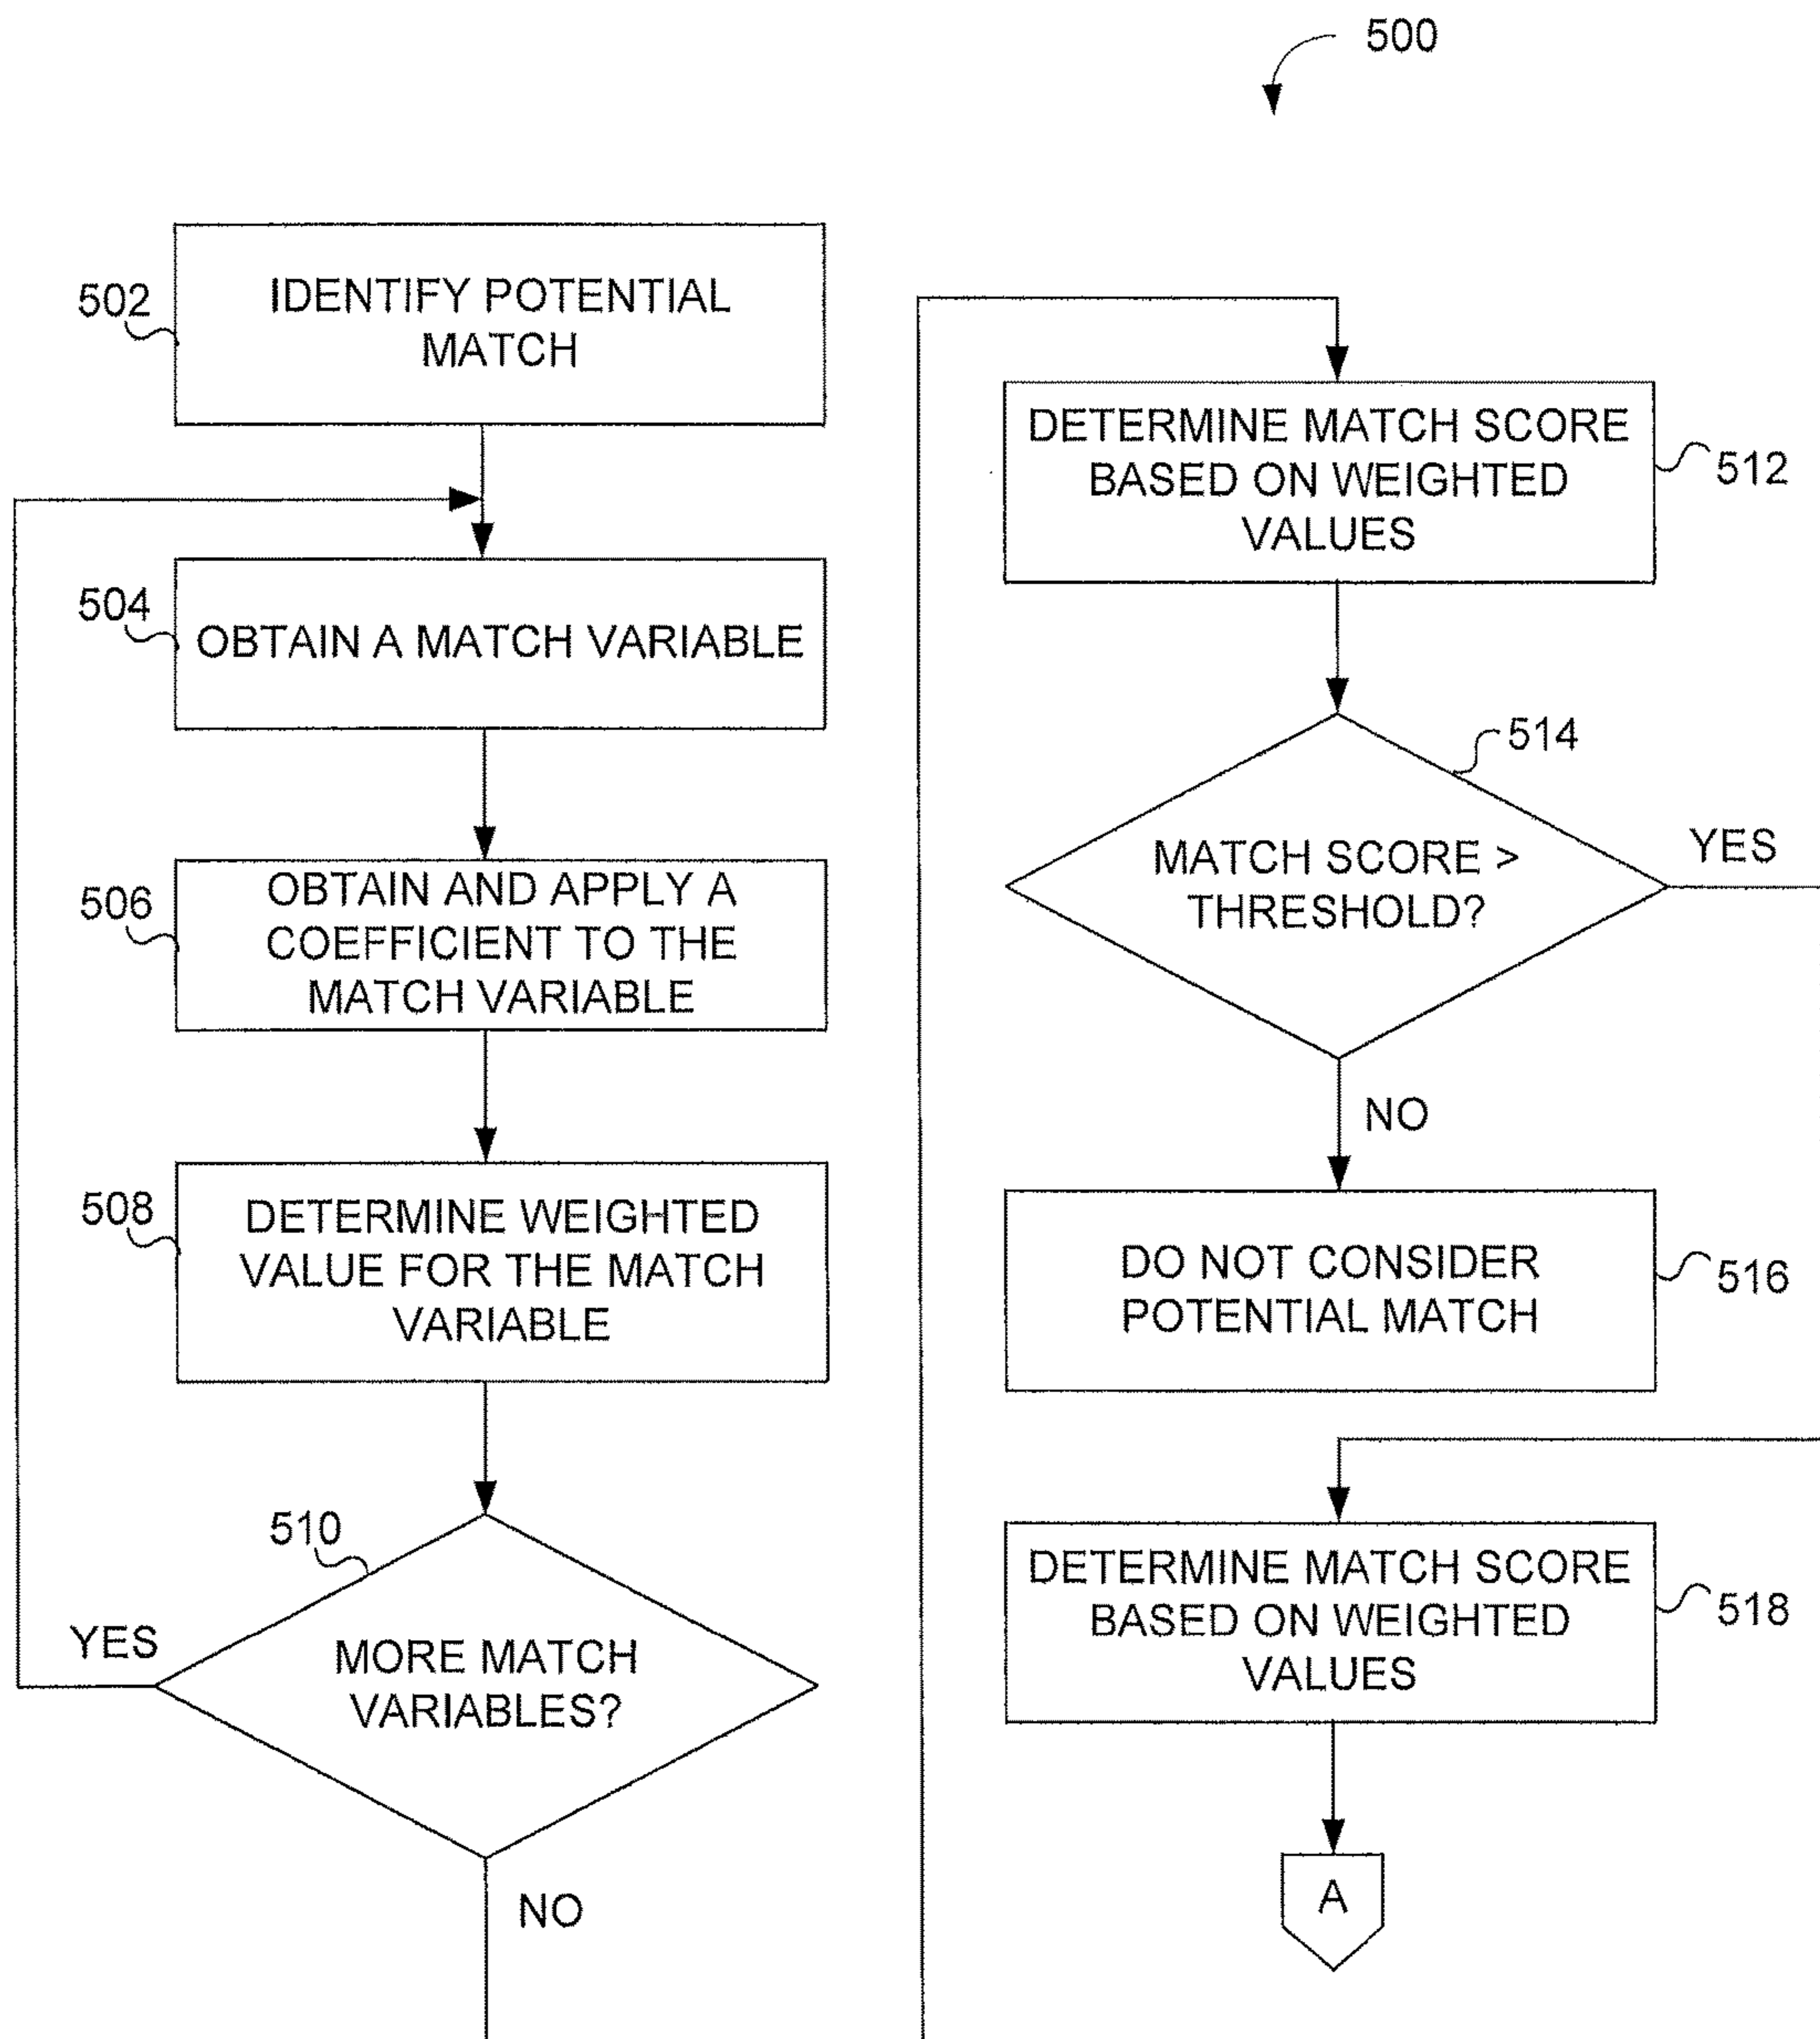 500
502
IDENTIFY POTENTIAL
MATCH
504
OBTAIN A MATCH VARIABLE
506
OBTAIN AND APPLY A
COEFFICIENT TO THE
MATCH VARIABLE
508
DETERMINE WEIGHTED
VALUE FOR THE MATCH
VARIABLE
510
YES
MORE MATCH
VARIABLES?
NO
DETERMINE MATCH SCORE
BASED ON WEIGHTED
VALUES
512
514
MATCH SCORE >
THRESHOLD?
YES
NO
DO NOT CONSIDER
POTENTIAL MATCH
516
DETERMINE MATCH SCORE
BASED ON WEIGHTED
VALUES
518
A